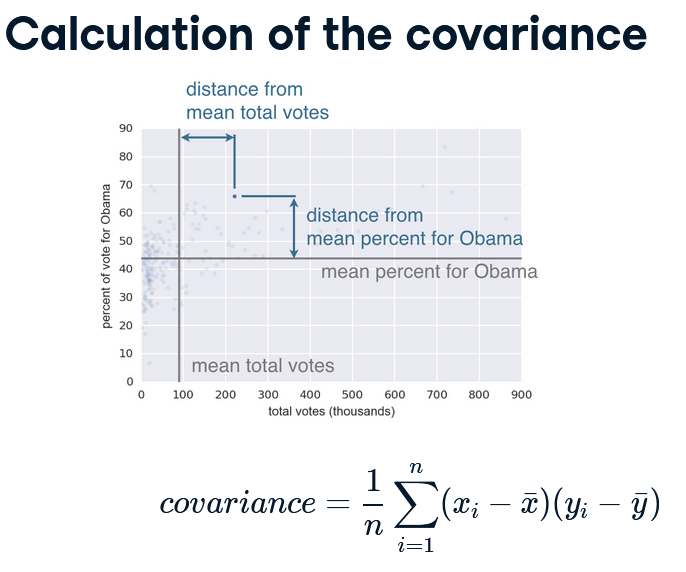 Calculation of the covariance
distance from
mean total votes
90
80
70
60
50
40
30
20
10
0
percent of vote for Obama
distance from
mean percent for Obama
mean percent for Obama
mean total votes
0 100 200 300 400 500 600 700 800 900
total votes (thousands)
covariance = \frac{1}{n} \sum_{i=1}^{n} (x_i - \bar{x})(y_i - \bar{y})